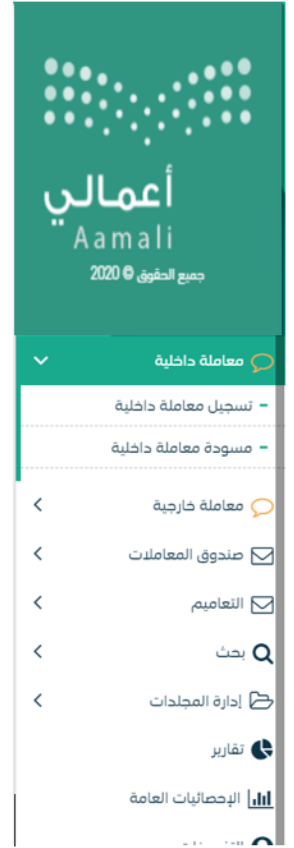 أعمالي
Aamali
جميع الحقوق © 2020
معاملة داخلية
- تسجيل معاملة داخلية
- مسودة معاملة داخلية
معاملة خارجية
صندوق المعاملات
التعاميم
بحث
إدارة المجلدات
تقارير
الإحصائيات العامة